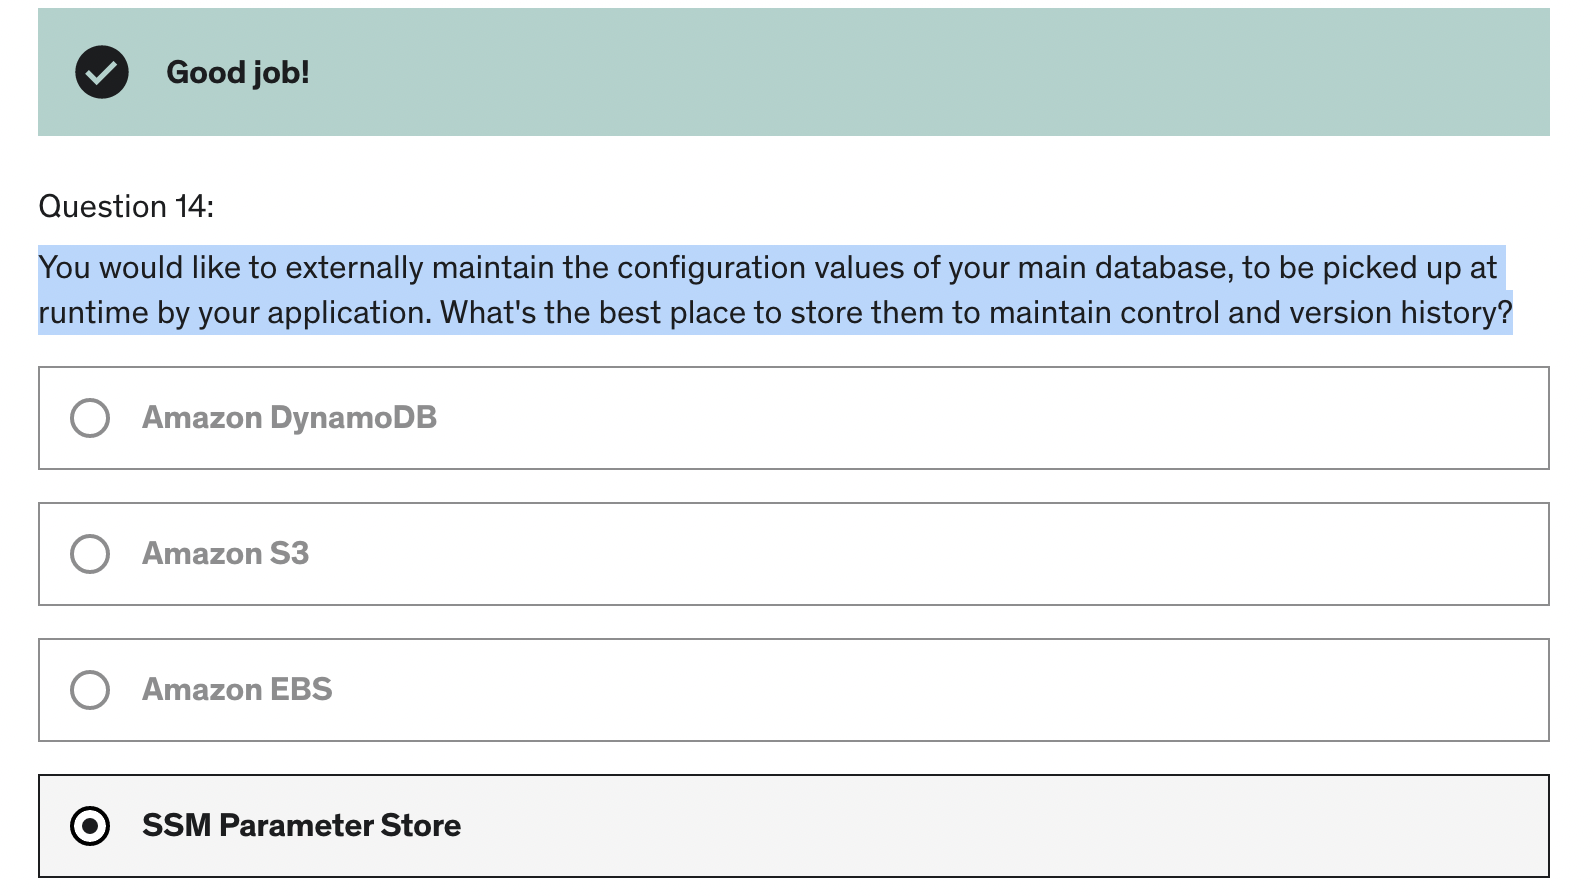 Good job!
Question 14:
You would like to externally maintain the configuration values of your main database, to be picked up at
runtime by your application. What's the best place to store them to maintain control and version history?
Amazon DynamoDB
Amazon S3
Amazon EBS
SSM Parameter Store